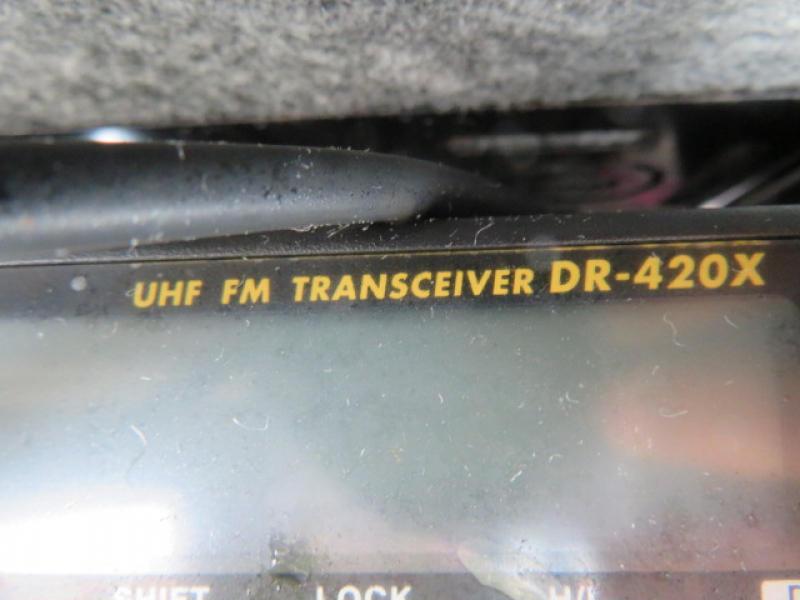 UHF FM TRANSCEIVER DR-420X
SHIFT LOCK H/L